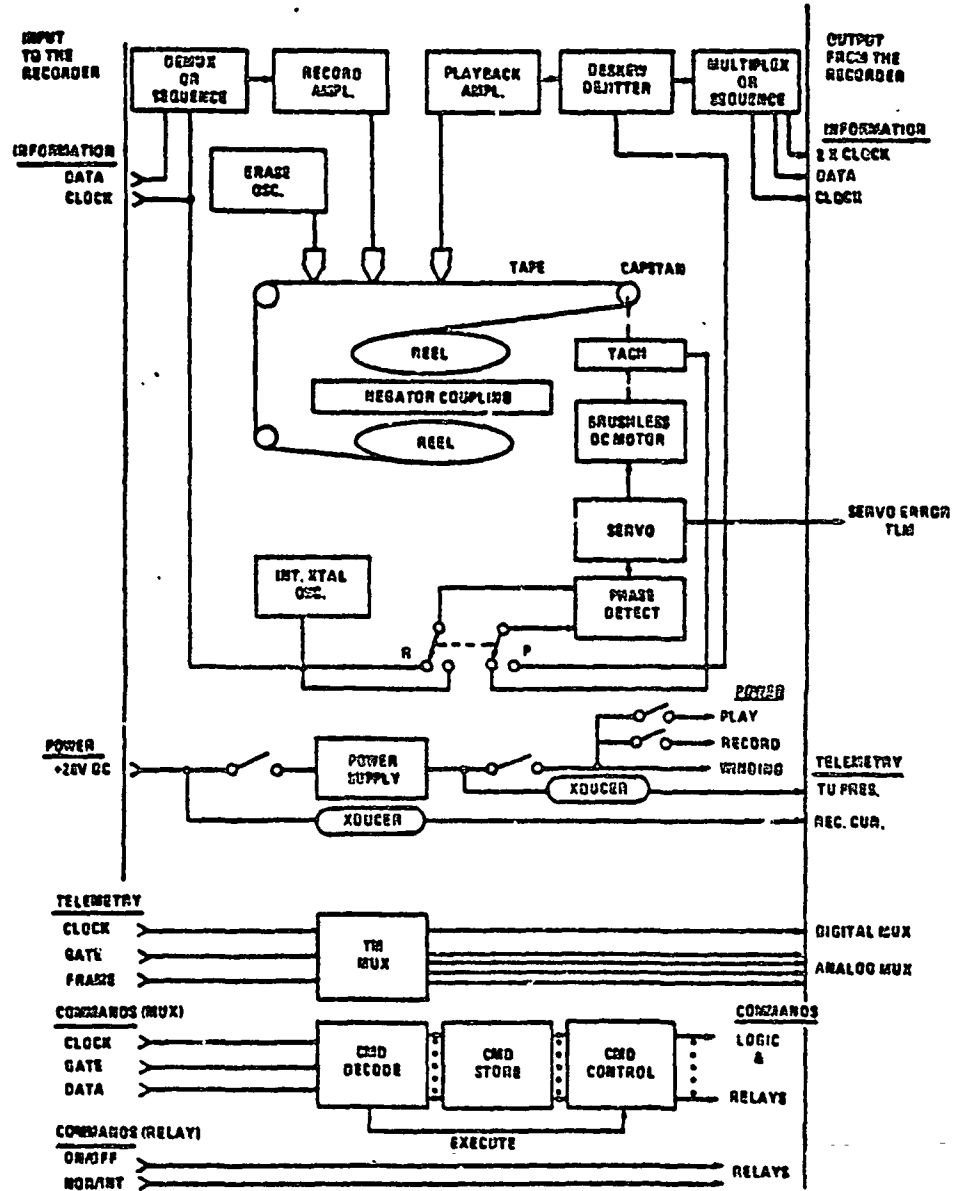 INPUT
TO THE
RECORDER
DEMUX
OR
SEQUENCE
RECORD
AMPL.
PLAYBACK
AMPL.
DESKEW
DEJITTER
MULTIPLEX
OR
SEQUENCE
OUTPUT
FROM THE
RECORDER
INFORMATION
DATA
CLOCK
INFORMATION
2 X CLOCK
DATA
CLOCK
ERASE
OSC.
TAPE
CAPSTAN
REEL
TACH
NEGATOR COUPLING
BRUSHLESS
DC MOTOR
REEL
SERVO
SERVO ERROR
TLM
INT. XTAL
OSC.
PHASE
DETECT
R
P
POWER
PLAY
RECORD
WINDING
POWER
+28V DC
POWER
SUPPLY
XDUCER
XDUCER
TELEMETRY
TU PRES.
REC. CUR.
TELEMETRY
CLOCK
GATE
FRAME
TM
MUX
DIGITAL MUX
ANALOG MUX
COMMANDS (MUX)
CLOCK
GATE
DATA
CMD
DECODE
CMD
STORE
CMD
CONTROL
EXECUTE
COMMANDS
LOGIC
&
RELAYS
COMMANDS (RELAY)
ON/OFF
NOR/INT
RELAYS